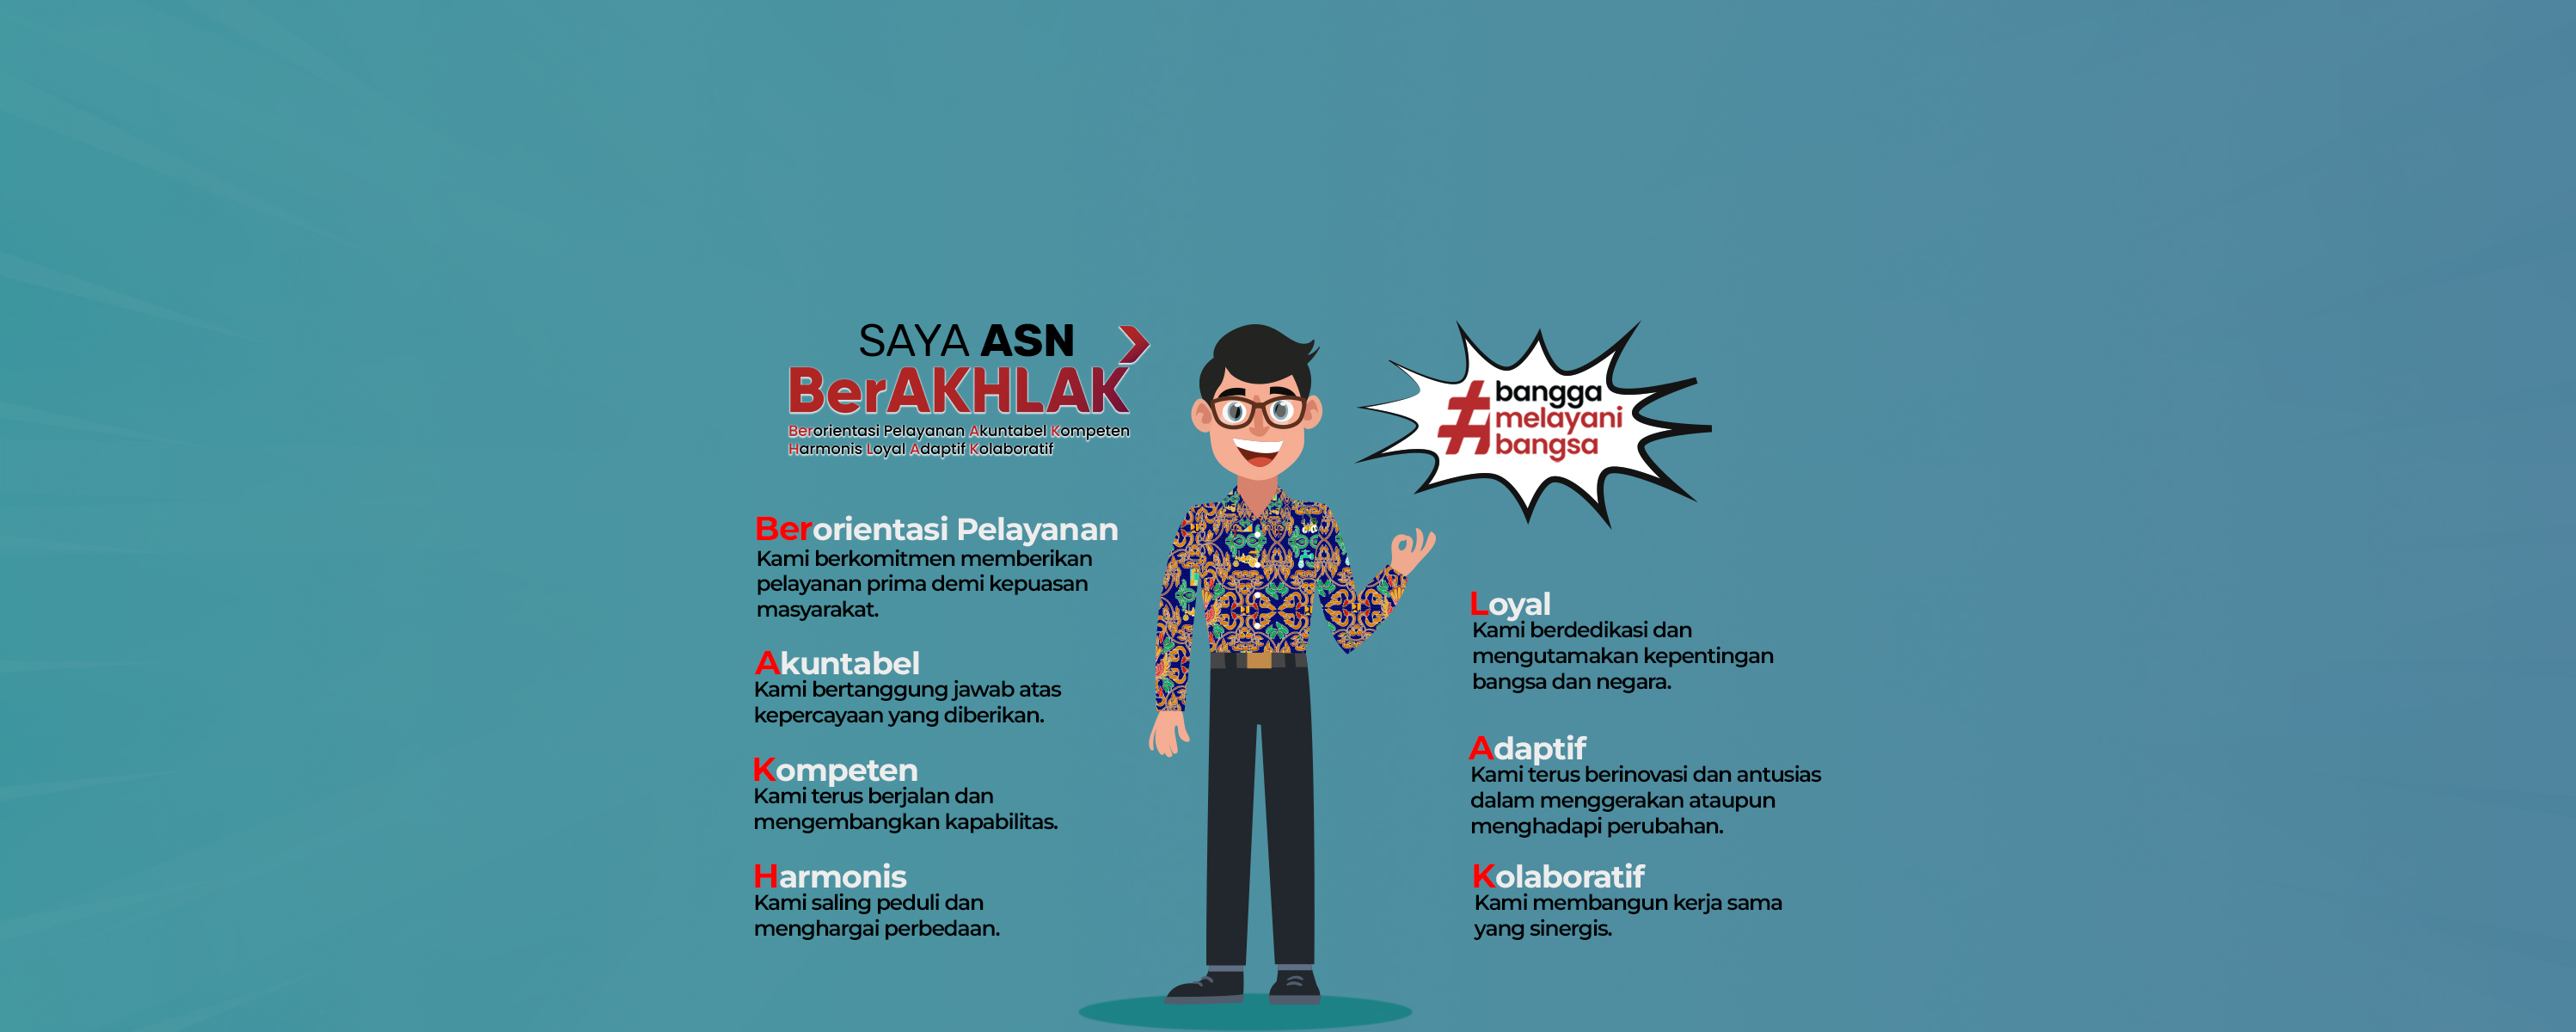 SAYA ASN
BerAKHLAK
Berorientasi Pelayanan Akuntabel Kompeten
Harmonis Loyal Adaptif Kolaboratif
#bangga
melayani
bangsa
Berorientasi Pelayanan
Kami berkomitmen memberikan
pelayanan prima demi kepuasan
masyarakat.
Akuntabel
Kami bertanggung jawab atas
kepercayaan yang diberikan.
Kompeten
Kami terus berjalan dan
mengembangkan kapabilitas.
Harmonis
Kami saling peduli dan
menghargai perbedaan.
Loyal
Kami berdedikasi dan
mengutamakan kepentingan
bangsa dan negara.
Adaptif
Kami terus berinovasi dan antusias
dalam menggerakan ataupun
menghadapi perubahan.
Kolaboratif
Kami membangun kerja sama
yang sinergis.